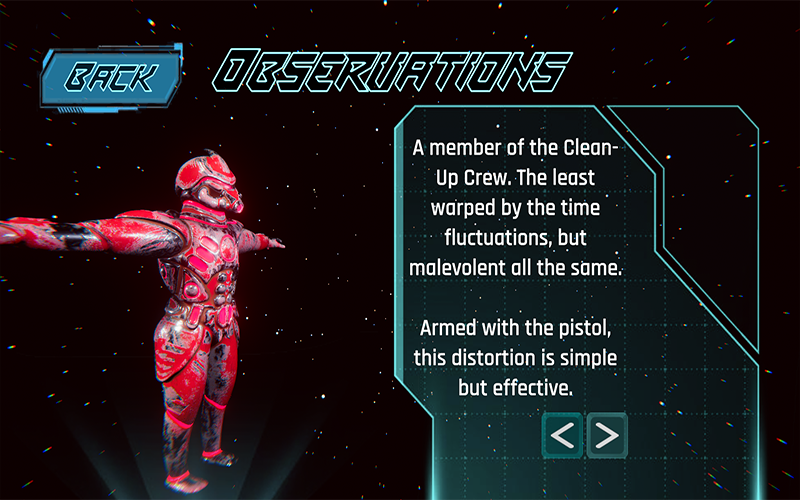 Back
Observations
A member of the Clean-
Up Crew. The least
warped by the time
fluctuations, but
malevolent all the same.
Armed with the pistol,
this distortion is simple
but effective.
< >